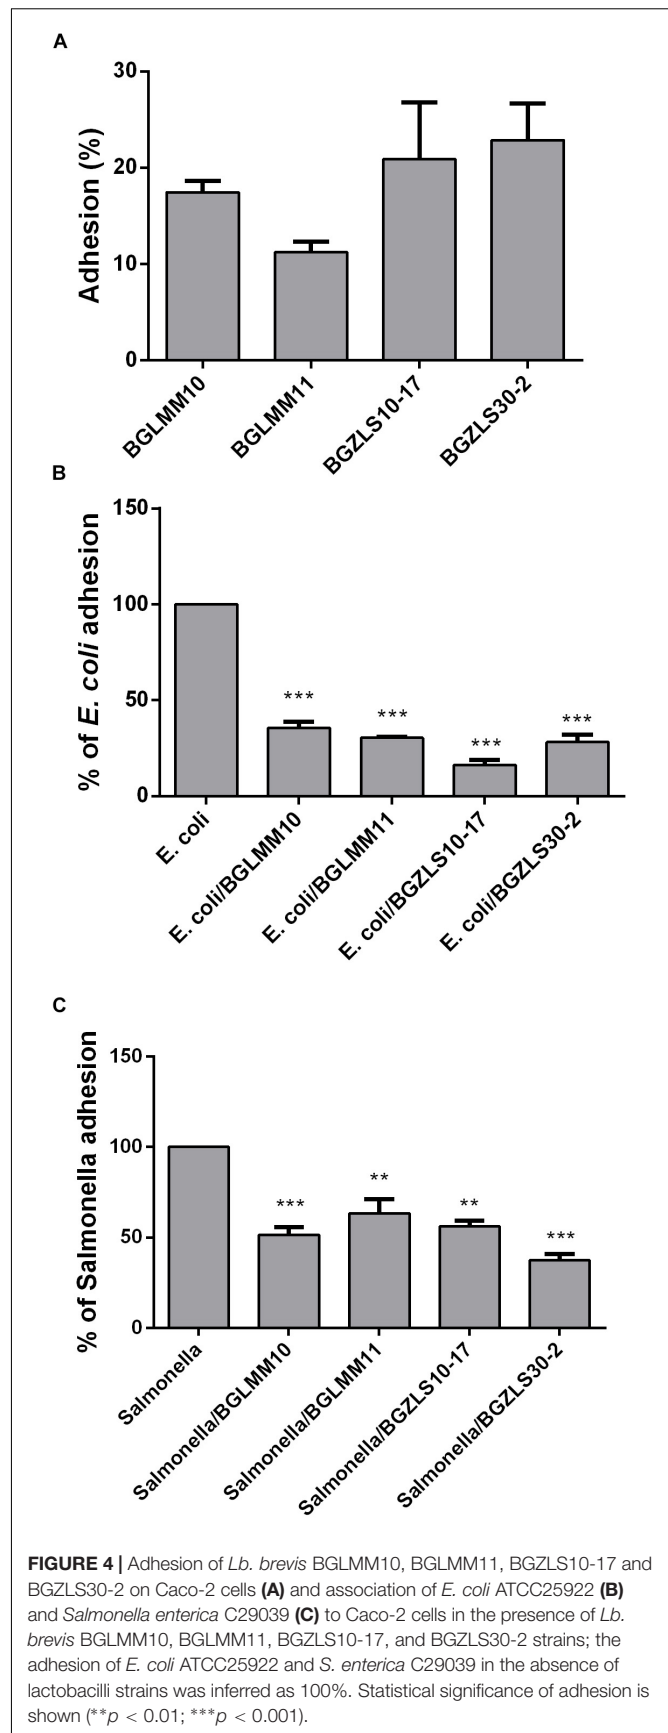 A
30
20
10
0
Adhesion (%)
BGLMM10
BGLMM11
BGZLS10-17
BGZLS30-2
B
150
100
50
0
% of E. coli adhesion
***
***
***
***
E. coli
E. coli/BGLMM10
E. coli/BGLMM11
E. coli/BGZLS10-17
E. coli/BGZLS30-2
C
150
100
50
0
% of Salmonella adhesion
***
**
**
***
Salmonella
Salmonella/BGLMM10
Salmonella/BGLMM11
Salmonella/BGZLS10-17
Salmonella/BGZLS30-2
FIGURE 4 | Adhesion of Lb. brevis BGLMM10, BGLMM11, BGZLS10-17 and
BGZLS30-2 on Caco-2 cells (A) and association of E. coli ATCC25922 (B)
and Salmonella enterica C29039 (C) to Caco-2 cells in the presence of Lb.
brevis BGLMM10, BGLMM11, BGZLS10-17, and BGZLS30-2 strains; the
adhesion of E. coli ATCC25922 and S. enterica C29039 in the absence of
lactobacilli strains was inferred as 100%. Statistical significance of adhesion is
shown (**p < 0.01; ***p < 0.001).